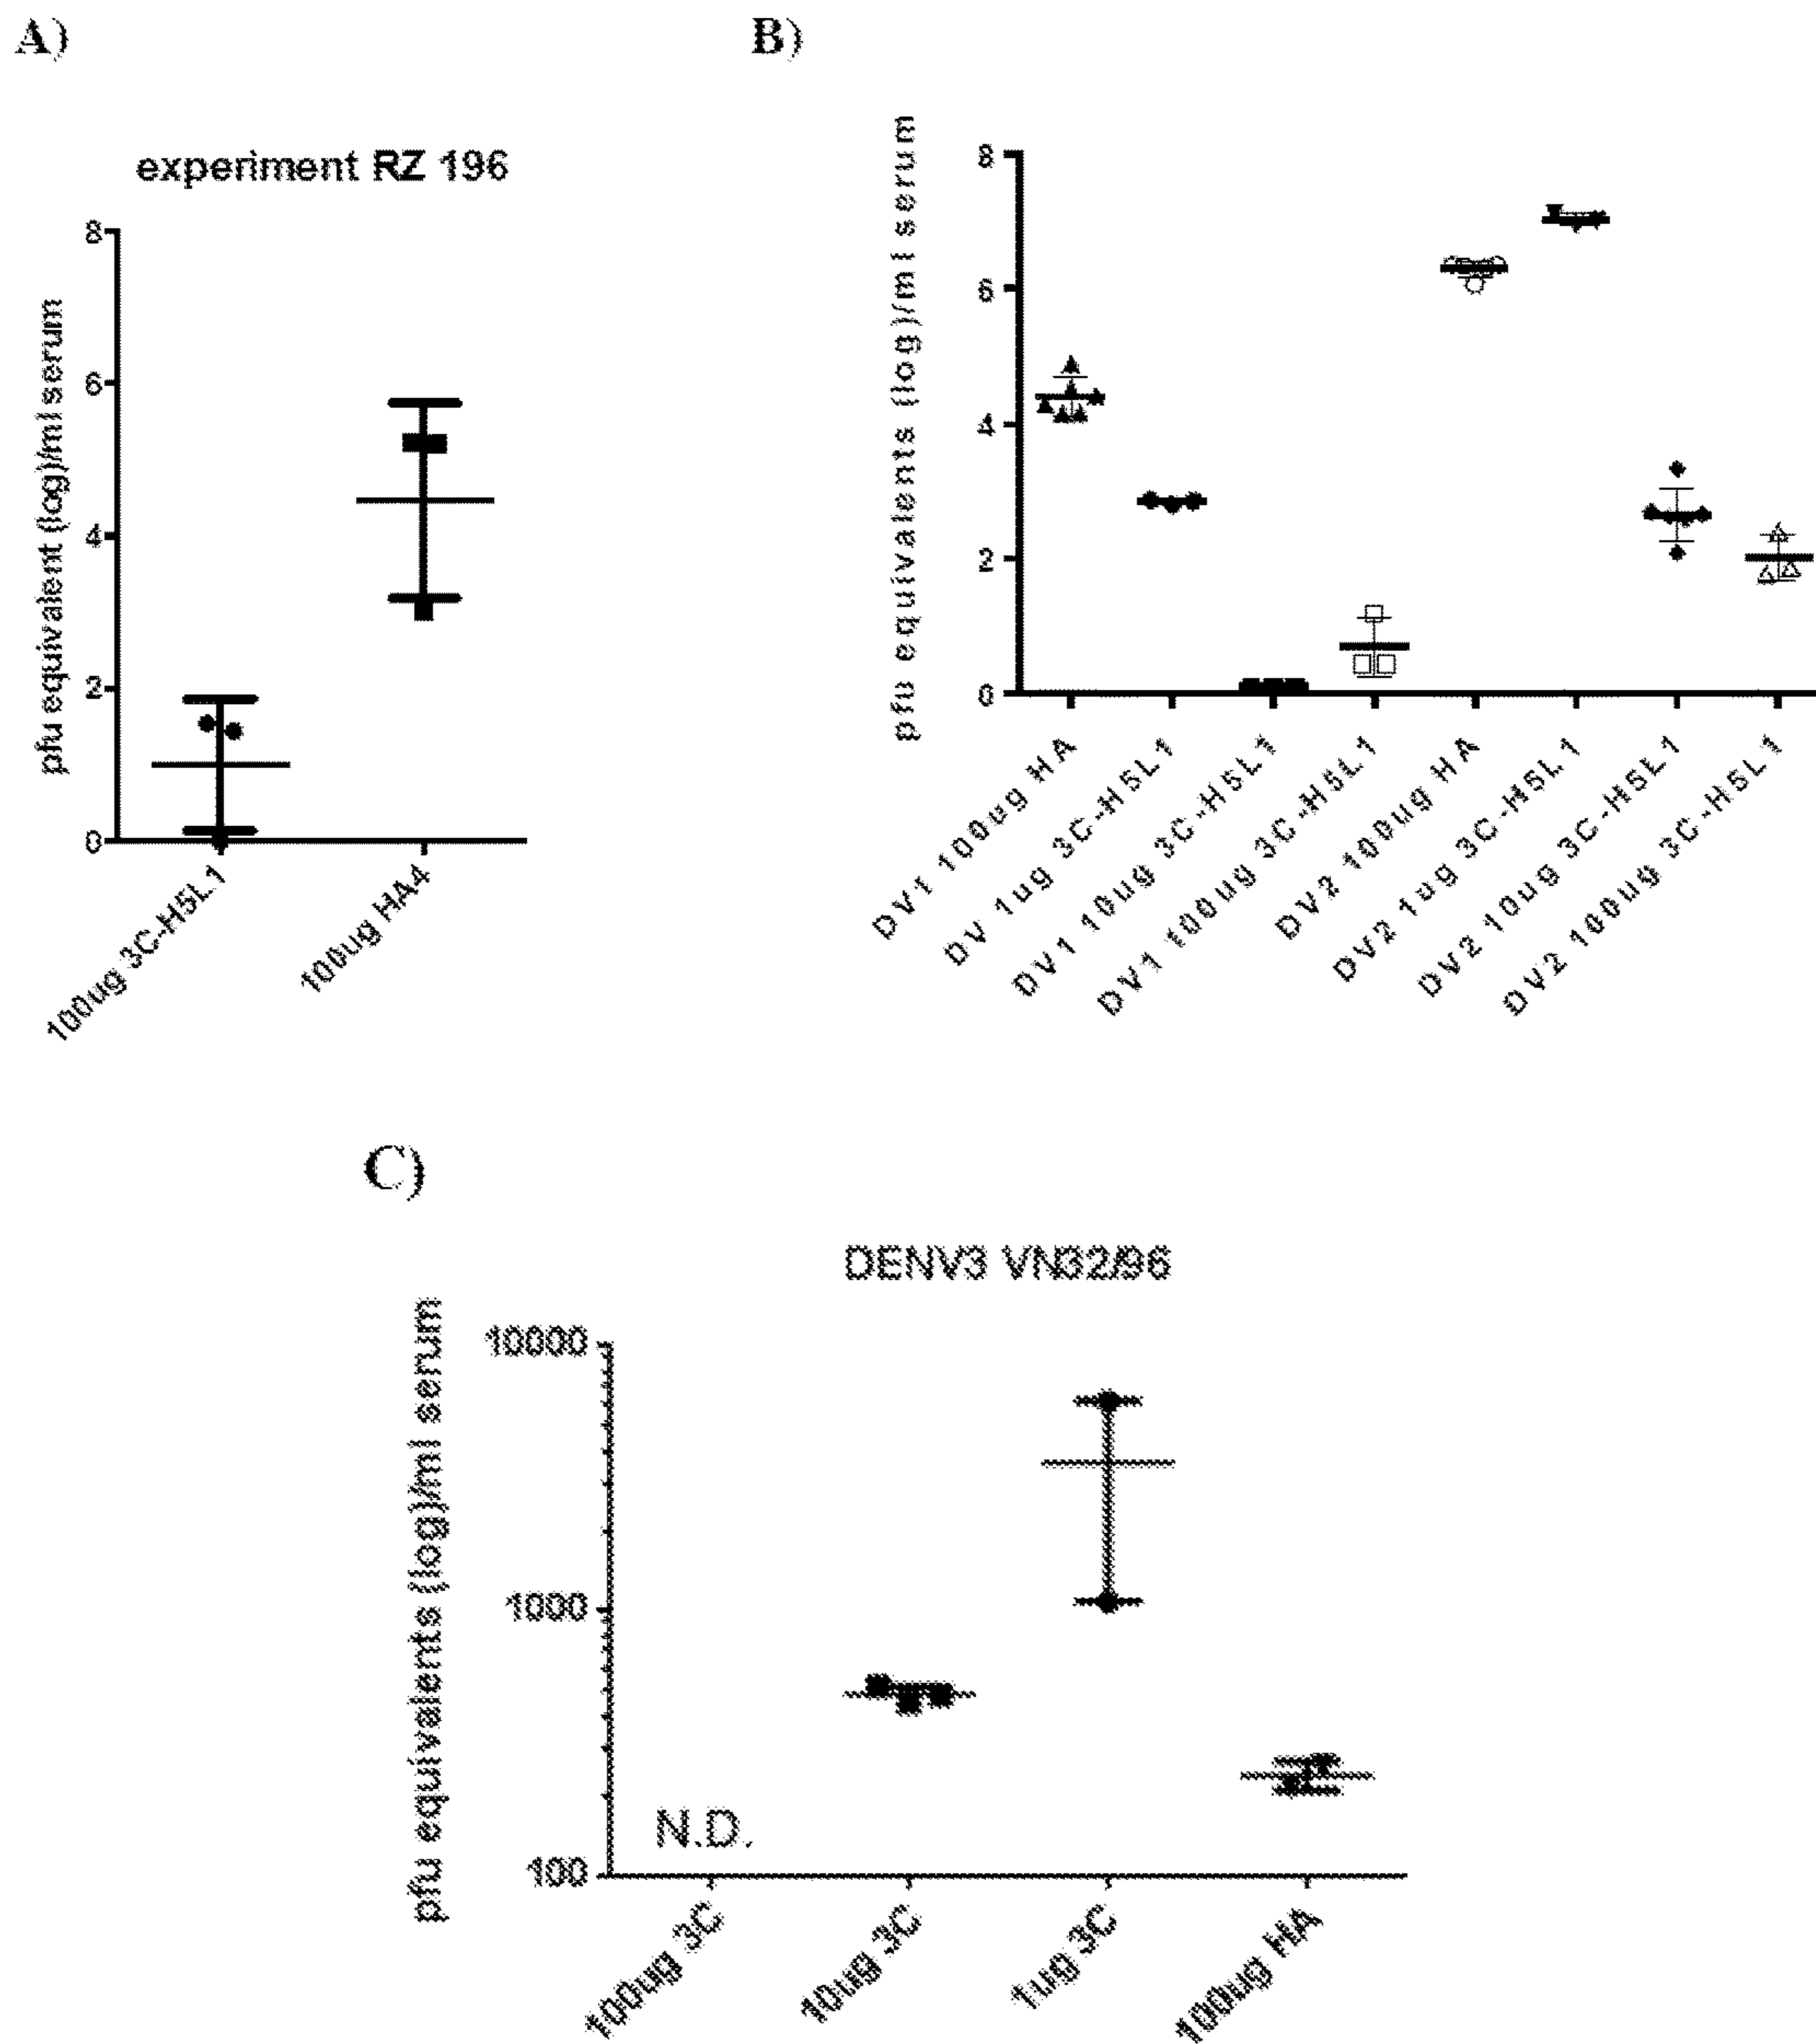 A)
experiment RZ 196
pfu equivalent (log)/ml serum
8
6
4
2
0
100ug 3C-H5L1
100ug HA4
B)
pfu equivalents (log)/ml serum
8
6
4
2
0
DV1 100ug HA
DV 1ug 3C-H5L1
DV1 10ug 3C-H5L1
DV1 100ug 3C-H5L1
DV2 100ug HA
DV2 1ug 3C-H5L1
DV2 10ug 3C-H5L1
DV2 100ug 3C-H5L1
C)
DENV3 VN32/96
pfu equivalents (log)/ml serum
10000
1000
100
N.D.
100ug 3C
10ug 3C
1ug 3C
100ug HA